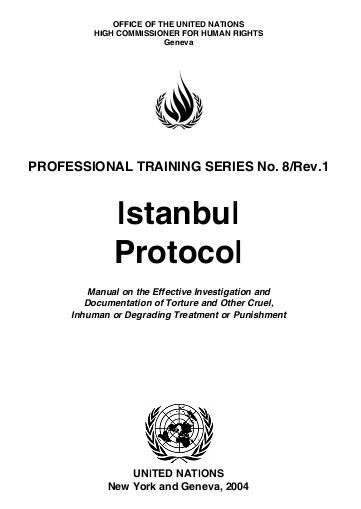 OFFICE OF THE UNITED NATIONS
HIGH COMMISSIONER FOR HUMAN RIGHTS
Geneva
PROFESSIONAL TRAINING SERIES No. 8/Rev.1
Istanbul
Protocol
Manual on the Effective Investigation and
Documentation of Torture and Other Cruel,
Inhuman or Degrading Treatment or Punishment
UNITED NATIONS
New York and Geneva, 2004